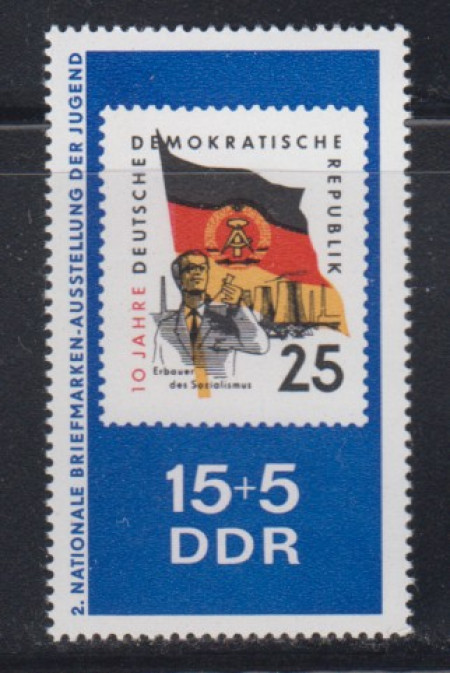 2. NATIONALE BRIEFMARKEN-AUSSTELLUNG DER JUGEND
10 JAHRE DEUTSCHE DEMOKRATISCHE REPUBLIK
Erbauer
des Sozialismus
25
15+5
DDR